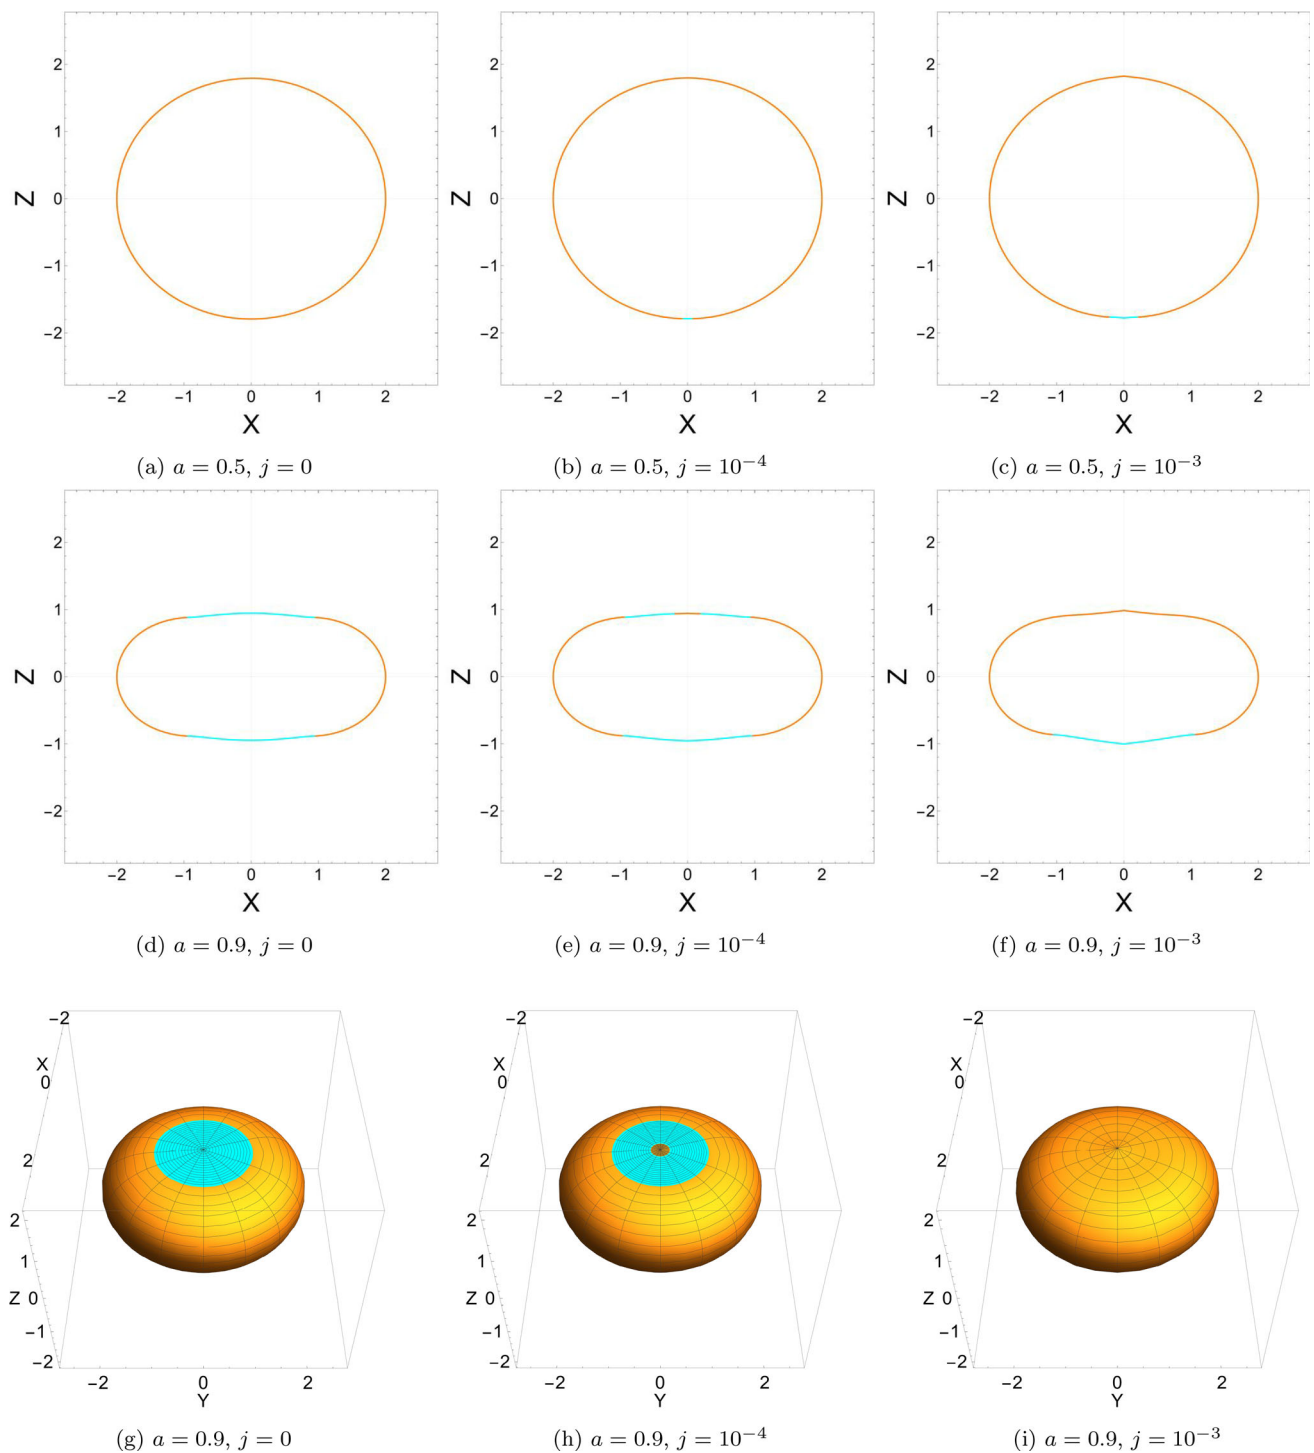 2 2 2
1 1 1
Z 0 Z 0 Z 0
−1 −1 −1
−2 −2 −2
−2 −1 0 1 2 −2 −1 0 1 2 −2 −1 0 1 2
X X X
(a) a = 0.5, j = 0 (b) a = 0.5, j = 10⁻⁴ (c) a = 0.5, j = 10⁻³
2 2 2
1 1 1
Z 0 Z 0 Z 0
−1 −1 −1
−2 −2 −2
−2 −1 0 1 2 −2 −1 0 1 2 −2 −1 0 1 2
X X X
(d) a = 0.9, j = 0 (e) a = 0.9, j = 10⁻⁴ (f) a = 0.9, j = 10⁻³
−2 −2 −2
X X X
0 0 0
2 2 2
2 2 2
1 1 1
Z 0 Z 0 Z 0
−1 −1 −1
−2 −2 −2
−2 0 2 −2 0 2 −2 0 2
Y Y Y
(g) a = 0.9, j = 0 (h) a = 0.9, j = 10⁻⁴ (i) a = 0.9, j = 10⁻³